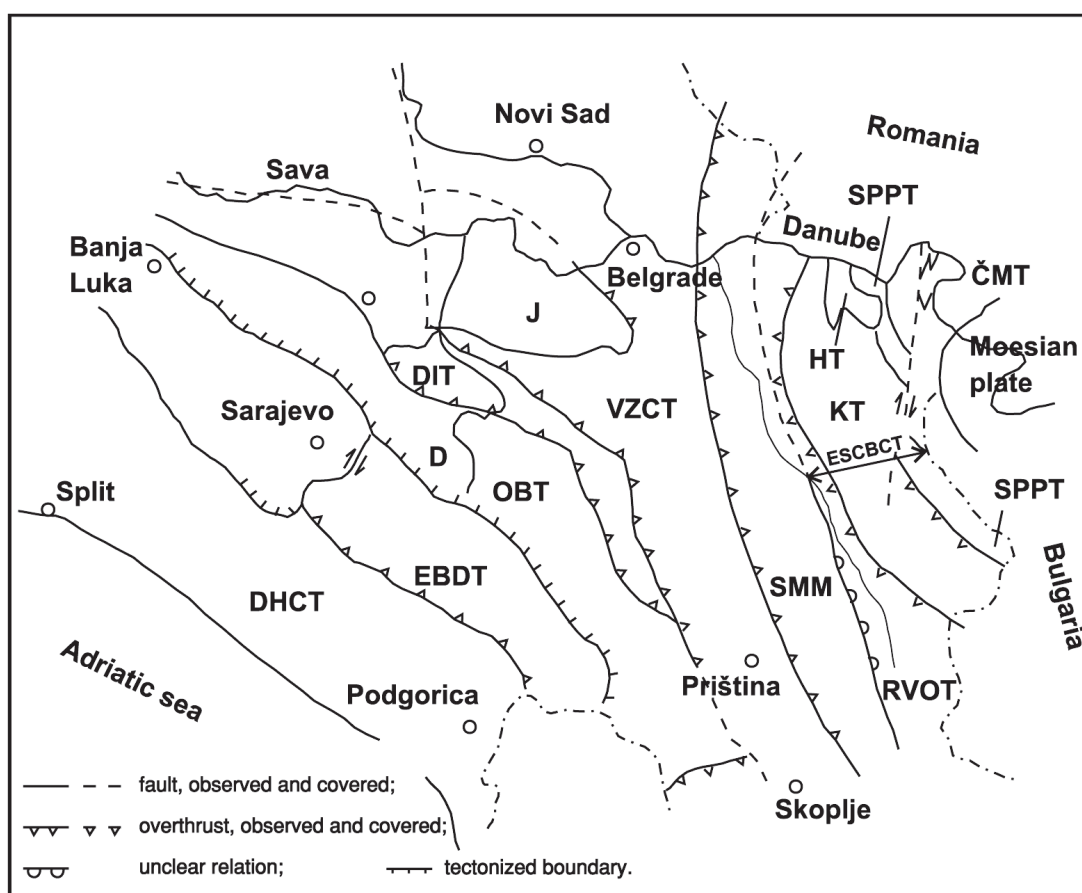 Novi Sad
Romania
Sava
SPPT
Danube
Banja
Luka
Belgrade
ČMT
J
HT
Moesian
plate
DIT
VZCT
KT
Sarajevo
ESCBCT
D
OBT
Split
SPPT
EBDT
SMM
DHCT
Bulgaria
Adriatic sea
Podgorica
Priština
RVOT
Skoplje
fault, observed and covered;
overthrust, observed and covered;
unclear relation;
tectonized boundary.